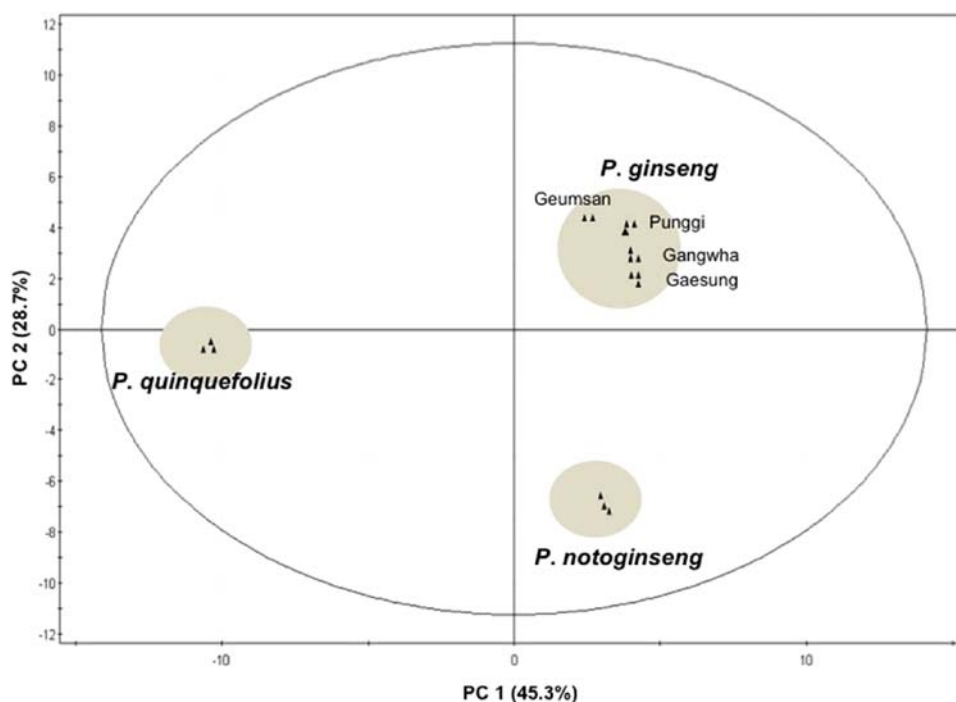 12
10
8
6
4
2
0
-2
-4
-6
-8
-10
-12
PC 2 (28.7%)
P. ginseng
Geumsan
Punggi
Gangwha
Gaesung
P. quinquefolius
P. notoginseng
-10
0
10
PC 1 (45.3%)